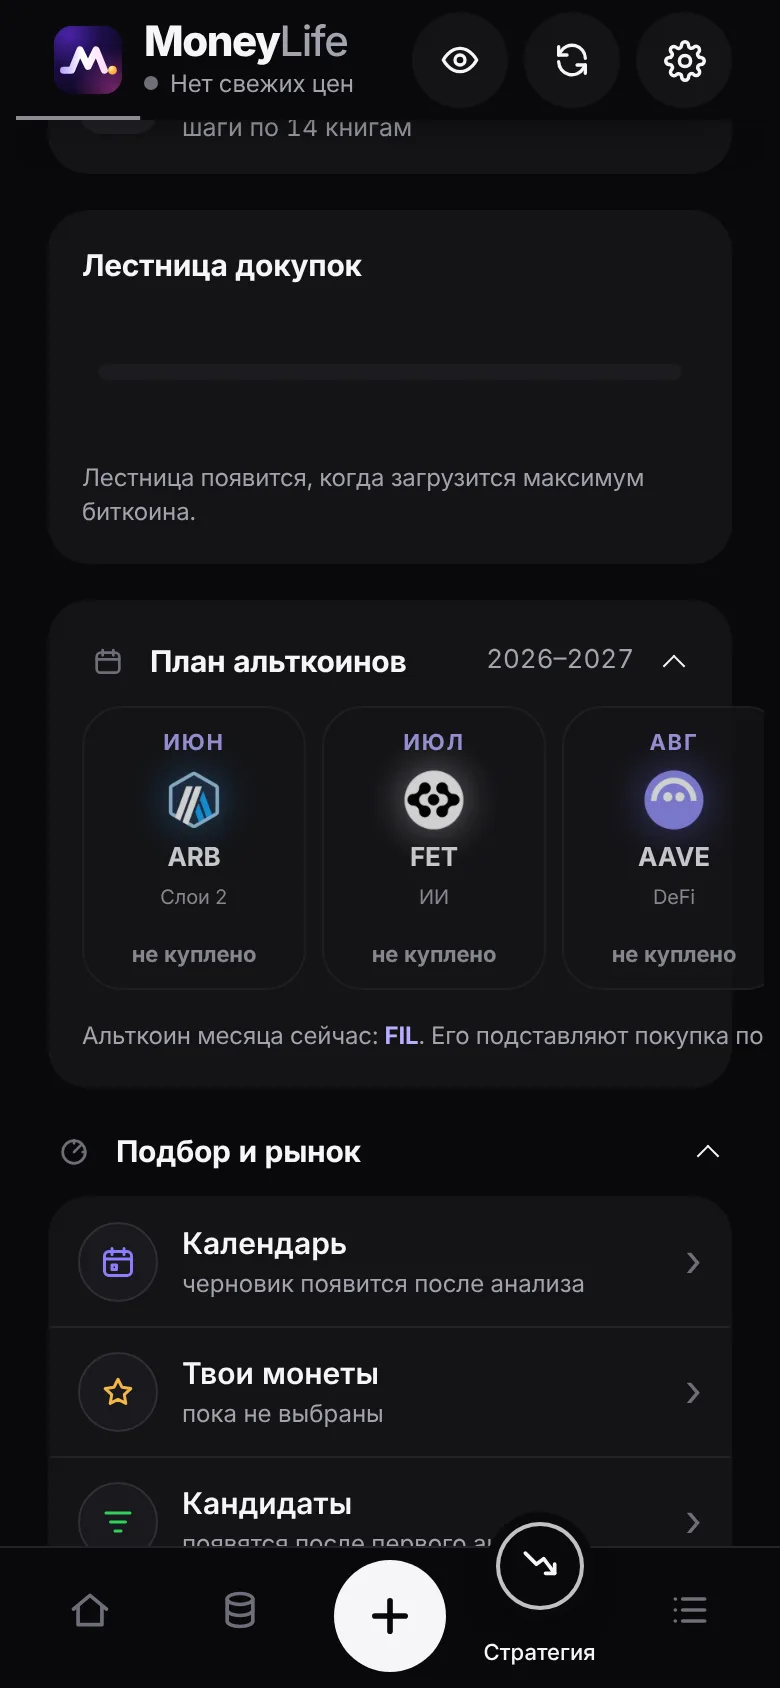 MoneyLife
Нет свежих цен
шаги по 14 книгам
Лестница докупок
Лестница появится, когда загрузится максимум
биткоина.
План альткоинов
2026–2027
ИЮН
ИЮЛ
АВГ
ARB
FET
AAVE
Слои 2
ИИ
DeFi
не куплено
не куплено
не куплено
Альткоин месяца сейчас: FIL. Его подставляют покупка по
Подбор и рынок
Календарь
черновик появится после анализа
Твои монеты
пока не выбраны
Кандидаты
появятся после первого
Стратегия